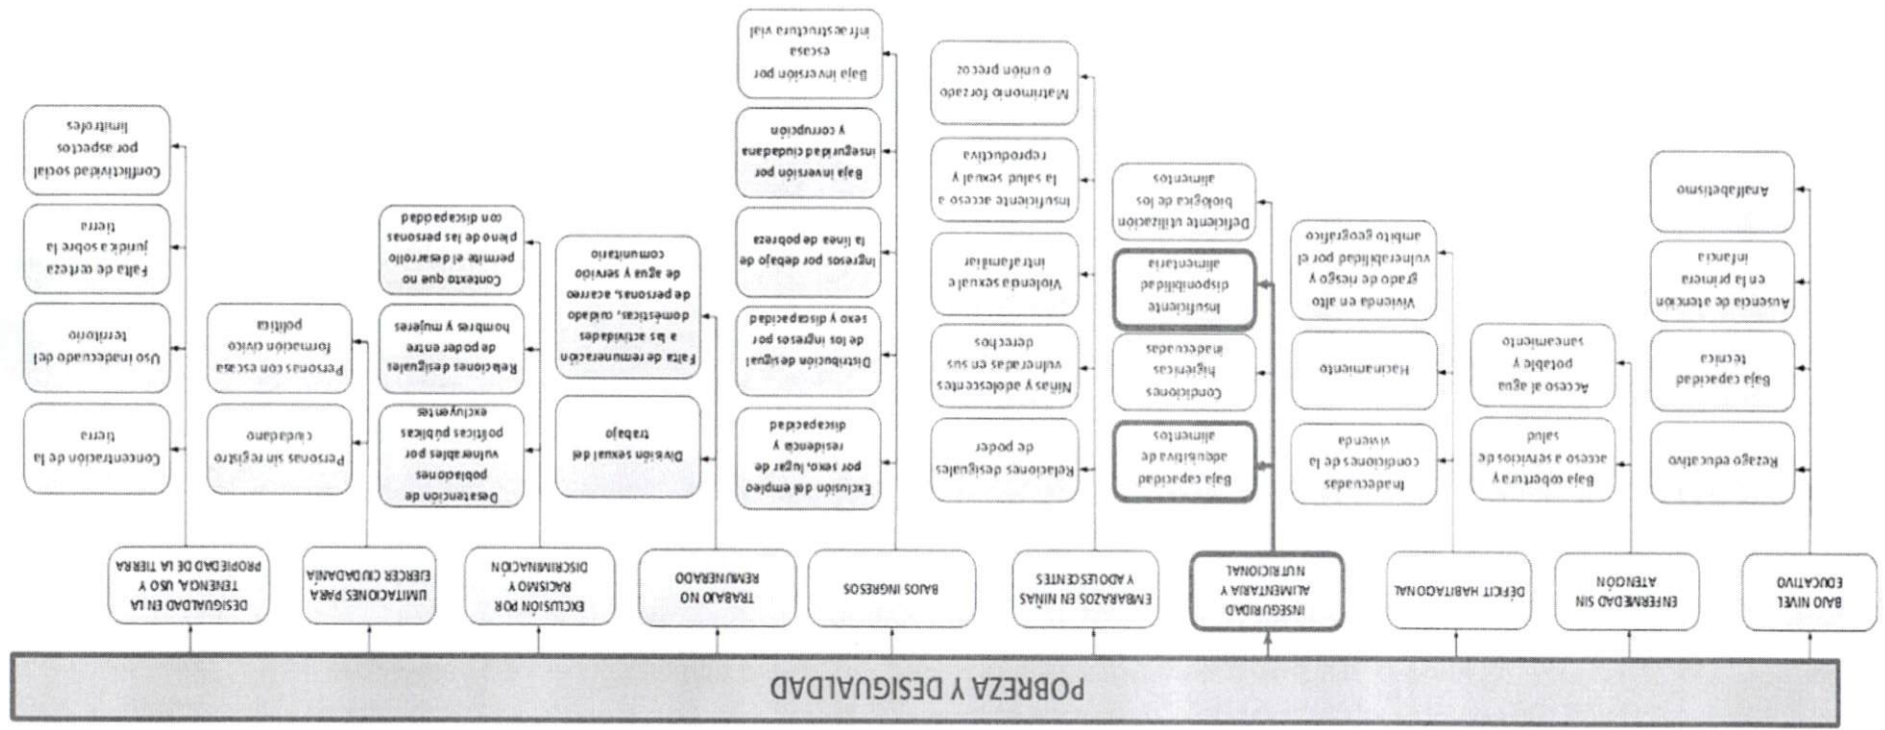 POBREZA Y DESIGUALDAD
BAJO NIVEL
EDUCATIVO
Rezago educativo
Baja capacidad
técnica
Ausencia de atención
en la primera
infancia
Analfabetismo
ENFERMEDAD SIN
ATENCIÓN
Baja cobertura y
acceso a servicios de
salud
Acceso al agua
potable y
saneamiento
DÉFICIT HABITACIONAL
Inadecuadas
condiciones de la
vivienda
Hacinamiento
Vivienda en alto
grado de riesgo y
vulnerabilidad por el
ambito geográfico
INSEGURIDAD
ALIMENTARIA Y
NUTRICIONAL
Baja capacidad
adquisitiva de
alimentos
Condiciones
higiénicas
inadecuadas
Insuficiente
disponibilidad
alimentaria
Deficiente utilización
biológica de los
alimentos
EMBARAZOS EN NIÑAS
Y ADOLESCENTES
Relaciones desiguales
de poder
Niñas y adolescentes
vulneradas en sus
derechos
Violencia sexual e
intrafamiliar
Insuficiente acceso a
la salud sexual y
reproductiva
Matrimonio forzado
o unión precoz
BAJOS INGRESOS
Exclusión del empleo
por sexo, lugar de
residencia y
discapacidad
Distribución desigual
de los ingresos por
sexo y discapacidad
Ingresos por debajo de
la línea de pobreza
Baja inversión por
inseguridad ciudadana
y corrupción
Baja inversión por
escasa
infraestructura vial
TRABAJO NO
REMUNERADO
División sexual del
trabajo
Falta de remuneración
a las actividades
domésticas, cuidado
de personas, acarreo
de agua y servicio
comunitario
EXCLUSIÓN POR
RACISMO Y
DISCRIMINACIÓN
Desatención de
poblaciones
vulnerables por
políticas públicas
excluyentes
Relaciones desiguales
de poder entre
hombres y mujeres
Contexto que no
permite el desarrollo
pleno de las personas
con discapacidad
LIMITACIONES PARA
EJERCER CIUDADANÍA
Personas sin registro
ciudadano
Personas con escasa
formación cívico
política
DESIGUALDAD EN LA
TENENCIA, USO Y
PROPIEDAD DE LA TIERRA
Concentración de la
tierra
Uso inadecuado del
territorio
Falta de certeza
jurídica sobre la
tierra
Conflictividad social
por aspectos
limítrofes